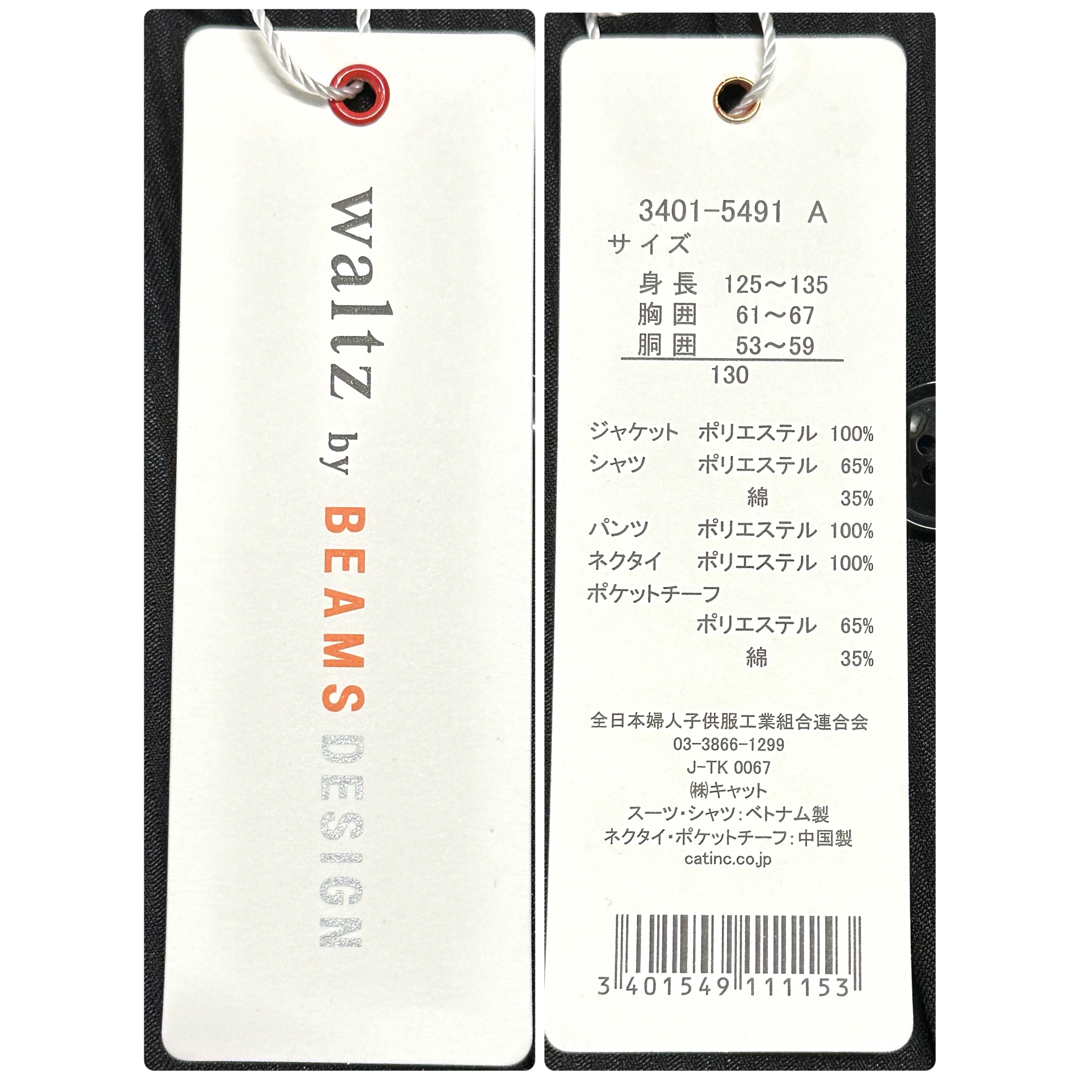 waltz by BEAMS DESIGN
3401-5491 A
サイズ
身長 125～135
胸囲 61～67
胴囲 53～59
130
ジャケット ポリエステル 100%
シャツ ポリエステル 65%
綿 35%
パンツ ポリエステル 100%
ネクタイ ポリエステル 100%
ポケットチーフ
ポリエステル 65%
綿 35%
全日本婦人子供服工業組合連合会
03-3866-1299
J-TK 0067
㈱キャット
スーツ・シャツ：ベトナム製
ネクタイ・ポケットチーフ：中国製
catinc.co.jp
3 401549 111153